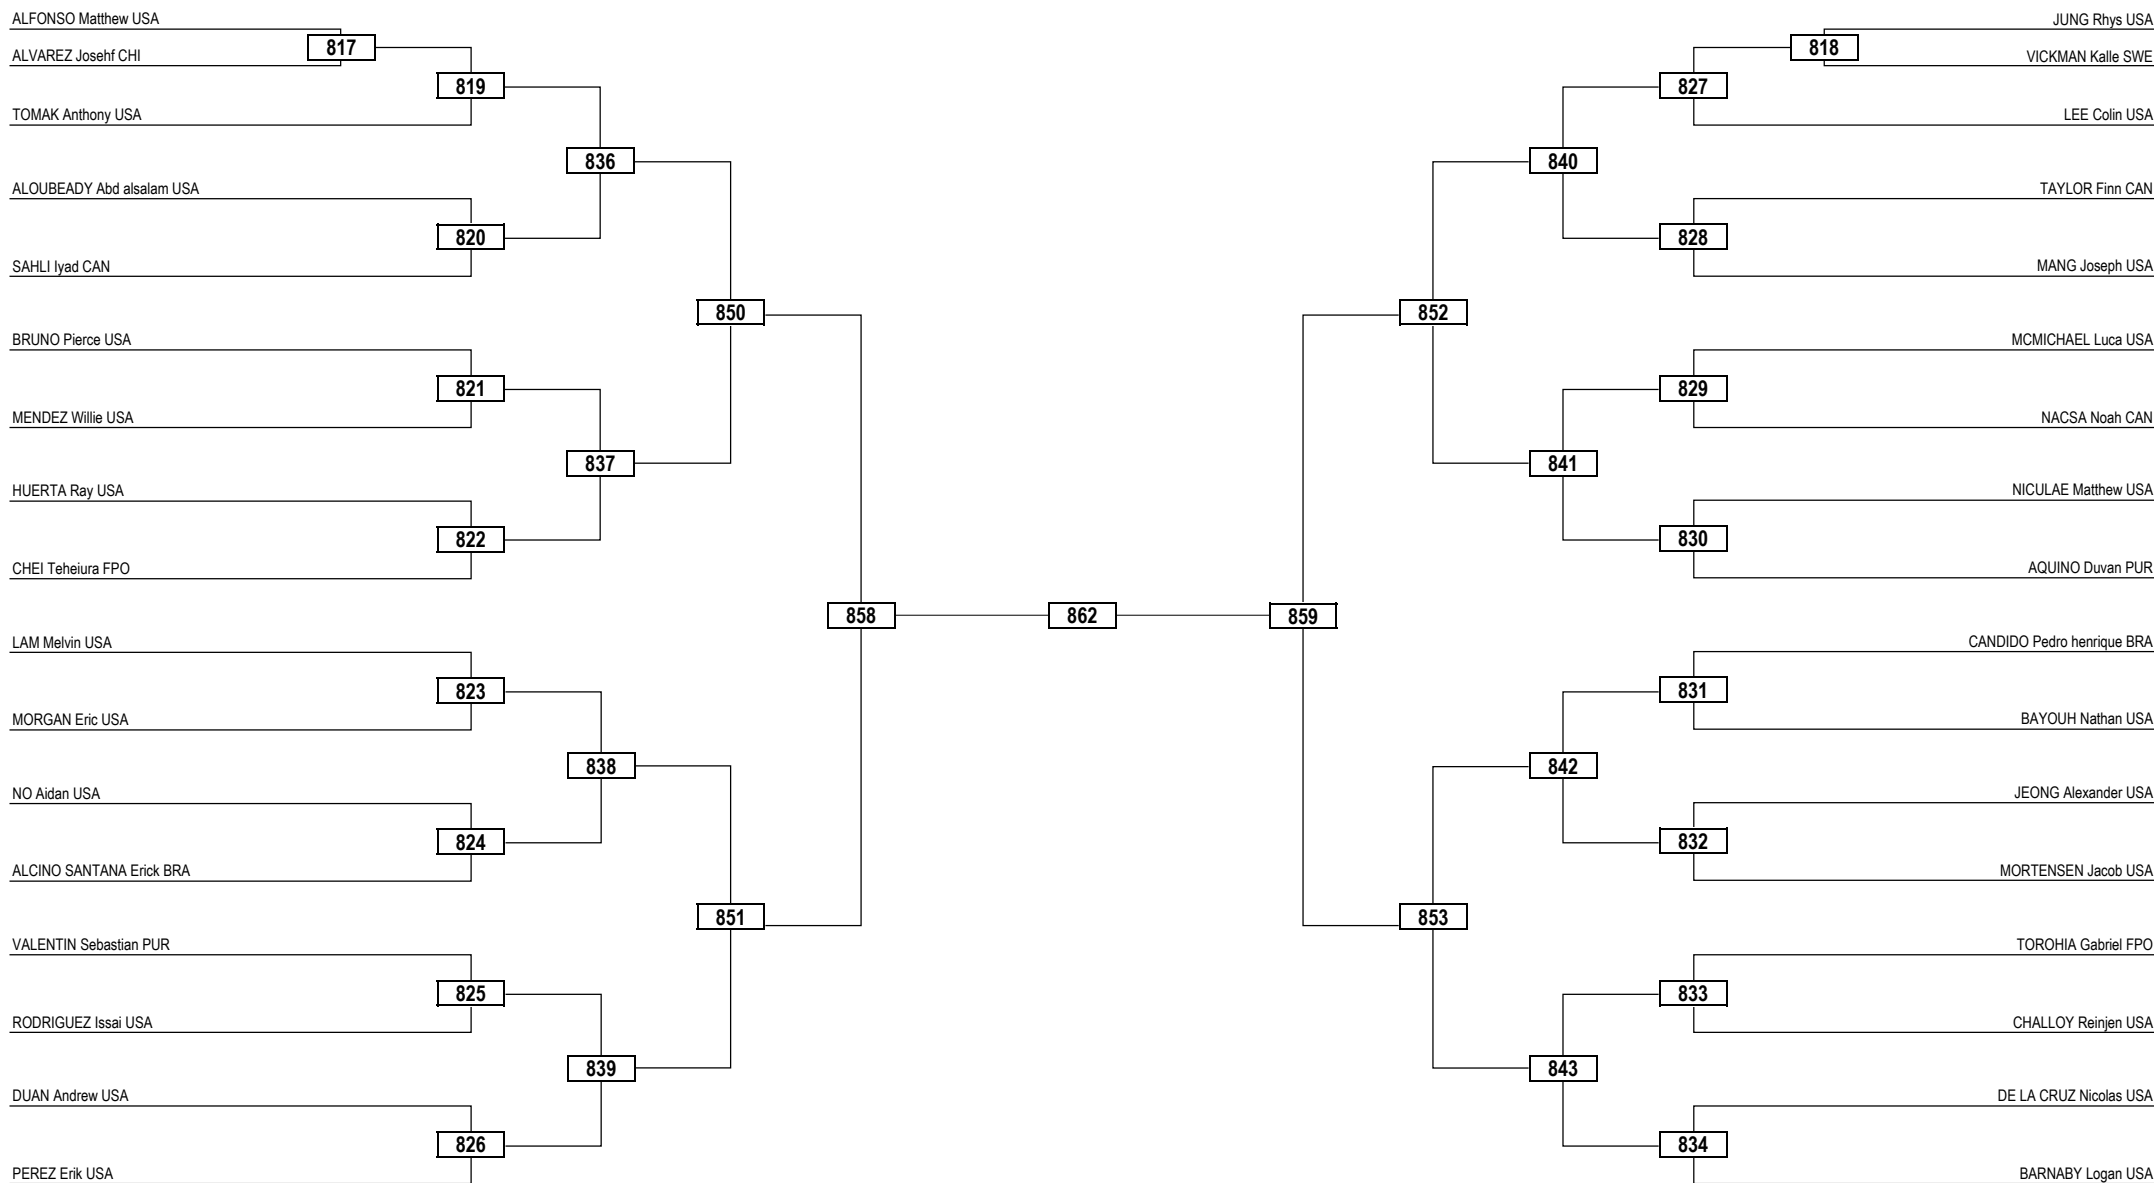 ALFONSO Matthew USA
JUNG Rhys USA
817
818
ALVAREZ Josehf CHI
VICKMAN Kalle SWE
819
827
TOMAK Anthony USA
LEE Colin USA
836
840
ALOUBEADY Abd alsalam USA
TAYLOR Finn CAN
820
828
SAHLI Iyad CAN
MANG Joseph USA
850
852
BRUNO Pierce USA
MCMICHAEL Luca USA
821
829
MENDEZ Willie USA
NACSA Noah CAN
837
841
HUERTA Ray USA
NICULAE Matthew USA
822
830
CHEI Teheiura FPO
AQUINO Duvan PUR
858
862
859
LAM Melvin USA
CANDIDO Pedro henrique BRA
823
831
MORGAN Eric USA
BAYOUH Nathan USA
838
842
NO Aidan USA
JEONG Alexander USA
824
832
ALCINO SANTANA Erick BRA
MORTENSEN Jacob USA
851
853
VALENTIN Sebastian PUR
TOROHIA Gabriel FPO
825
833
RODRIGUEZ Issai USA
CHALLOY Reinjen USA
839
843
DUAN Andrew USA
DE LA CRUZ Nicolas USA
826
834
PEREZ Erik USA
BARNABY Logan USA